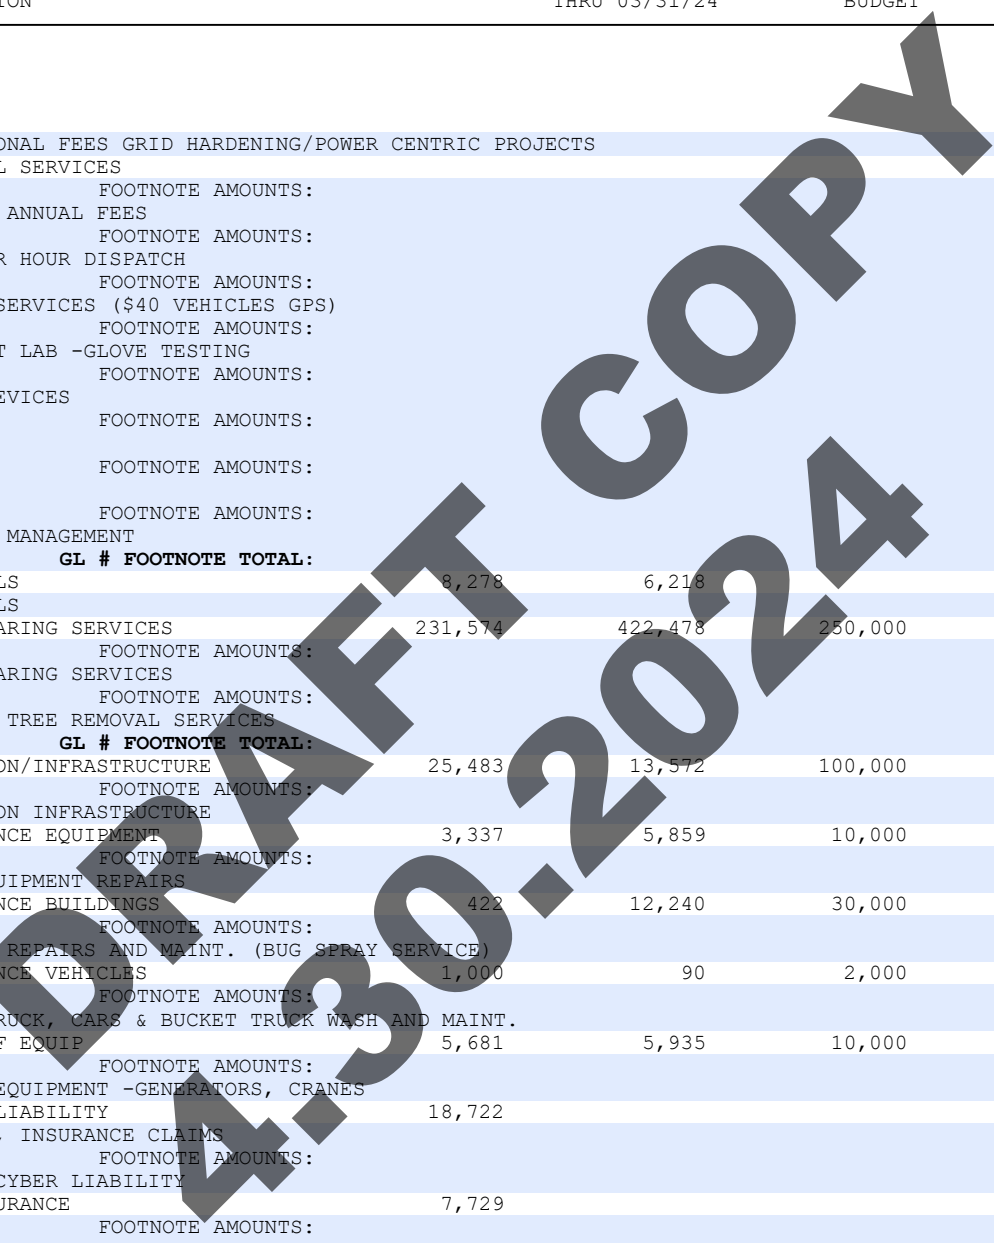 ION THRU 03/31/24 BUDGET
ONAL FEES GRID HARDENING/POWER CENTRIC PROJECTS
L SERVICES
FOOTNOTE AMOUNTS:
ANNUAL FEES
FOOTNOTE AMOUNTS:
R HOUR DISPATCH
FOOTNOTE AMOUNTS:
SERVICES ($40 VEHICLES GPS)
FOOTNOTE AMOUNTS:
T LAB -GLOVE TESTING
FOOTNOTE AMOUNTS:
EVICES
FOOTNOTE AMOUNTS:
FOOTNOTE AMOUNTS:
FOOTNOTE AMOUNTS:
MANAGEMENT
GL # FOOTNOTE TOTAL:
LS 8,278 6,218
LS
ARING SERVICES 231,574 422,478 250,000
FOOTNOTE AMOUNTS:
ARING SERVICES
FOOTNOTE AMOUNTS:
TREE REMOVAL SERVICES
GL # FOOTNOTE TOTAL:
ON/INFRASTRUCTURE 25,483 13,572 100,000
FOOTNOTE AMOUNTS:
ON INFRASTRUCTURE
NCE EQUIPMENT 3,337 5,859 10,000
FOOTNOTE AMOUNTS:
UIPMENT REPAIRS
NCE BUILDINGS 422 12,240 30,000
FOOTNOTE AMOUNTS:
REPAIRS AND MAINT. (BUG SPRAY SERVICE)
NCE VEHICLES 1,000 90 2,000
FOOTNOTE AMOUNTS:
RUCK, CARS & BUCKET TRUCK WASH AND MAINT.
F EQUIP 5,681 5,935 10,000
FOOTNOTE AMOUNTS:
EQUIPMENT -GENERATORS, CRANES
LIABILITY 18,722
INSURANCE CLAIMS
FOOTNOTE AMOUNTS:
CYBER LIABILITY
URANCE 7,729
FOOTNOTE AMOUNTS:
DRAFT COPY
4.30.2024